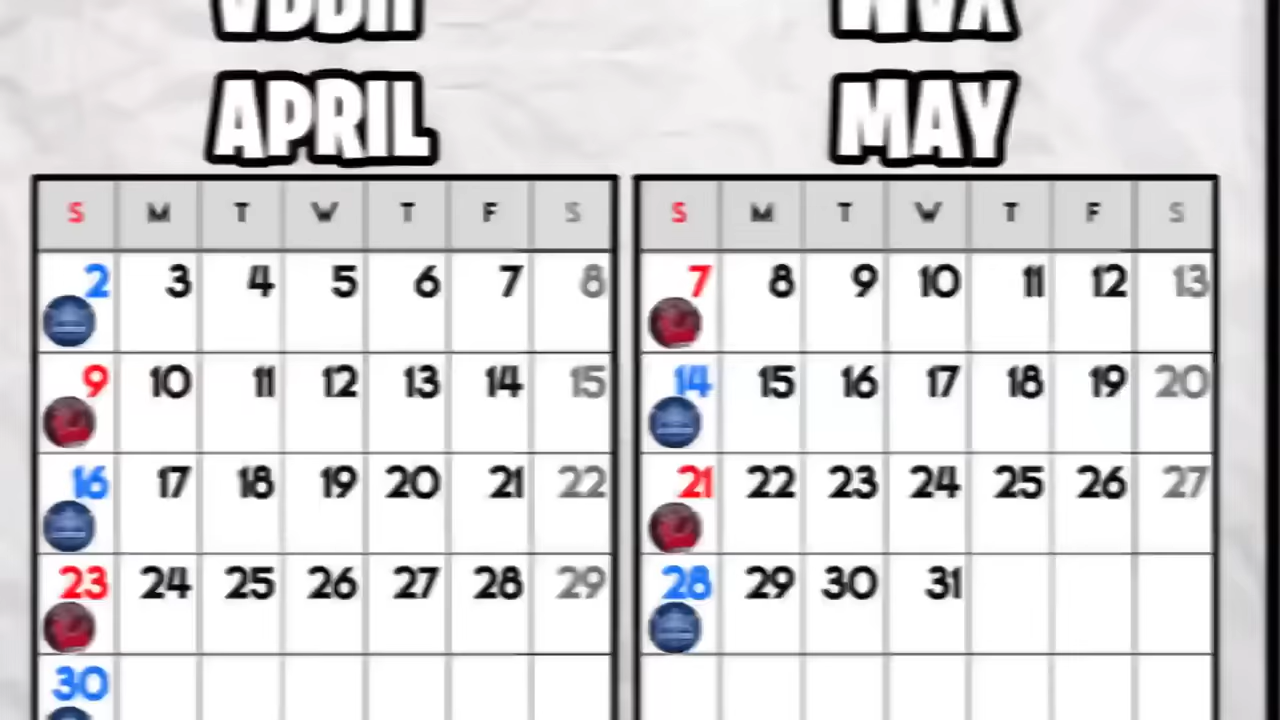 APRIL
MAY
S M T W T F S
2 3 4 5 6 7 8
9 10 11 12 13 14 15
16 17 18 19 20 21 22
23 24 25 26 27 28 29
30
S M T W T F S
7 8 9 10 11 12 13
14 15 16 17 18 19 20
21 22 23 24 25 26 27
28 29 30 31